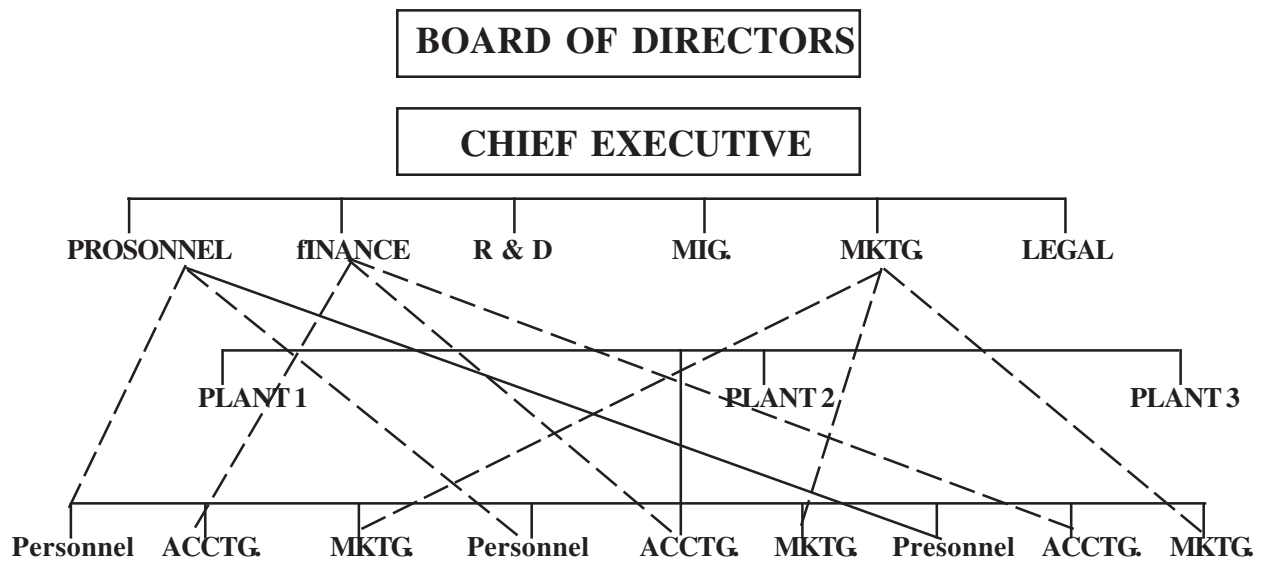 BOARD OF DIRECTORS
CHIEF EXECUTIVE
PROSONNEL fINANCE R & D MIG. MKTG. LEGAL
PLANT 1 PLANT 2 PLANT 3
Personnel ACCTG. MKTG. Personnel ACCTG. MKTG. Presonnel ACCTG. MKTG.